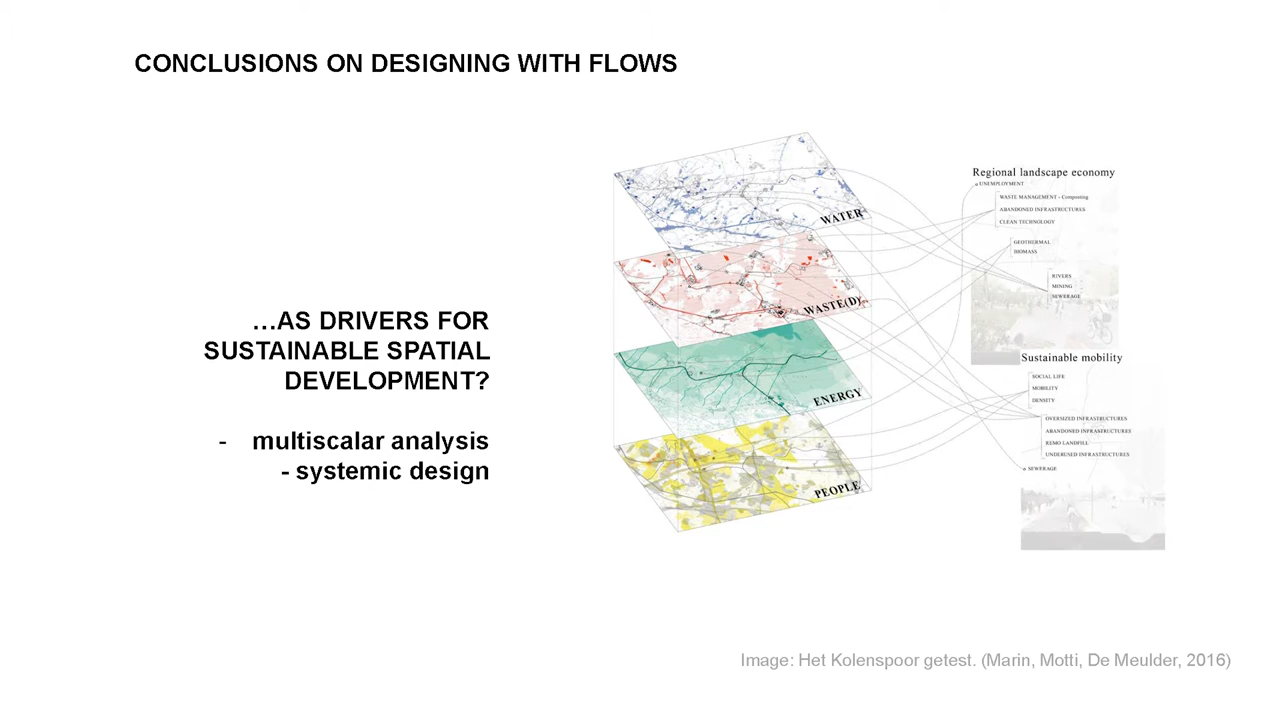 CONCLUSIONS ON DESIGNING WITH FLOWS
…AS DRIVERS FOR
SUSTAINABLE SPATIAL
DEVELOPMENT?
- multiscalar analysis
- systemic design
WATER
WASTE(D)
ENERGY
PEOPLE
Regional landscape economy
UNEMPLOYMENT
WASTE MANAGEMENT - Composting
ABANDONED INFRASTRUCTURES
CLEAN TECHNOLOGY
GEOTHERMAL
BIOMASS
RIVERS
MINING
SEWERAGE
Sustainable mobility
SOCIAL LIFE
MOBILITY
DENSITY
OVERSIZED INFRASTRUCTURES
ABANDONED INFRASTRUCTURES
REMO LANDFILL
UNDERUSED INFRASTRUCTURES
SEWERAGE
Image: Het Kolenspoor getest. (Marin, Motti, De Meulder, 2016)